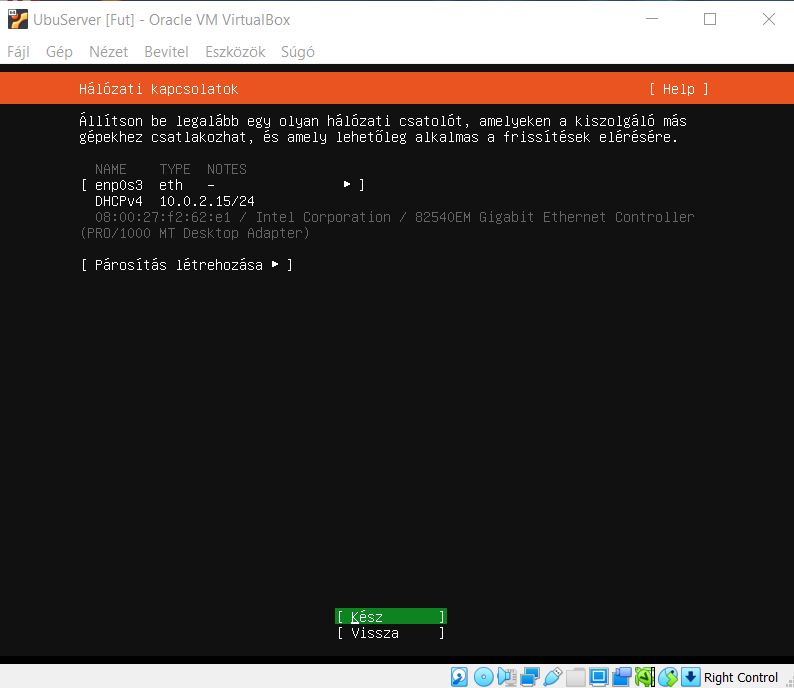 UbuServer [Fut] - Oracle VM VirtualBox
Fájl Gép Nézet Bevitel Eszközök Súgó
Hálózati kapcsolatok [ Help ]
Állítson be legalább egy olyan hálózati csatolót, amelyeken a kiszolgáló más
gépekhez csatlakozhat, és amely lehetőleg alkalmas a frissítések elérésére.
NAME TYPE NOTES
[ enp0s3 eth - ▸ ]
DHCPv4 10.0.2.15/24
08:00:27:f2:62:e1 / Intel Corporation / 82540EM Gigabit Ethernet Controller
(PRO/1000 MT Desktop Adapter)
[ Párosítás létrehozása ▸ ]
[ Kész ]
[ Vissza ]
Right Control